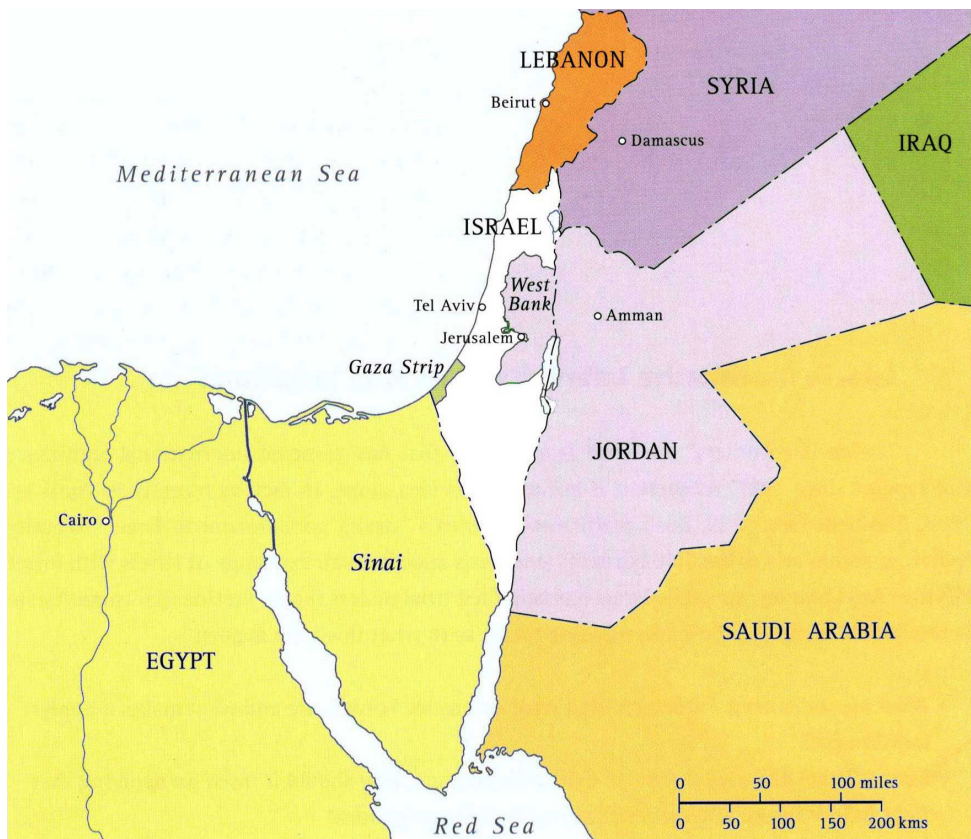 LEBANON
SYRIA
Beirut
Damascus
IRAQ
Mediterranean Sea
ISRAEL
West
Bank
Tel Aviv
Amman
Jerusalem
Gaza Strip
JORDAN
Cairo
Sinai
SAUDI ARABIA
EGYPT
0 50 100 miles
0 50 100 150 200 kms
Red Sea